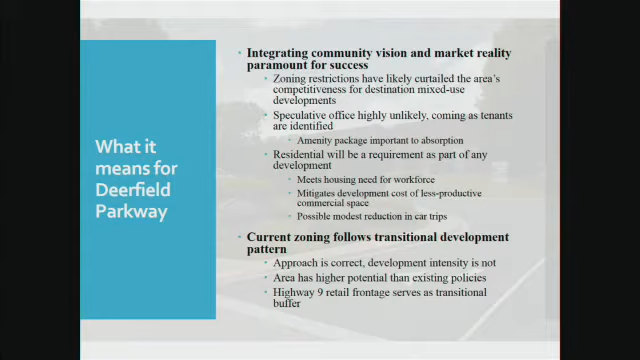 What it
means for
Deerfield
Parkway
Integrating community vision and market reality
paramount for success
Zoning restrictions have likely curtailed the area's
competitiveness for destination mixed-use
developments
Speculative office highly unlikely, coming as tenants
are identified
Amenity package important to absorption
Residential will be a requirement as part of any
development
Meets housing need for workforce
Mitigates development cost of less-productive
commercial space
Possible modest reduction in car trips
Current zoning follows transitional development
pattern
Approach is correct, development intensity is not
Area has higher potential than existing policies
Highway 9 retail frontage serves as transitional
buffer